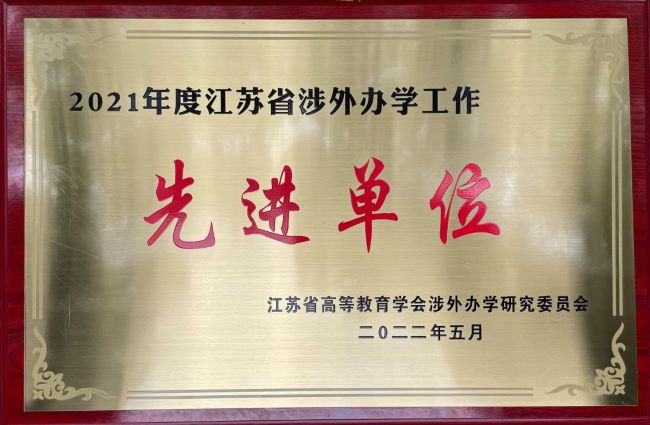 2021年度江苏省涉外办学工作
先进单位
江苏省高等教育学会涉外办学研究委员会
二〇二二年五月